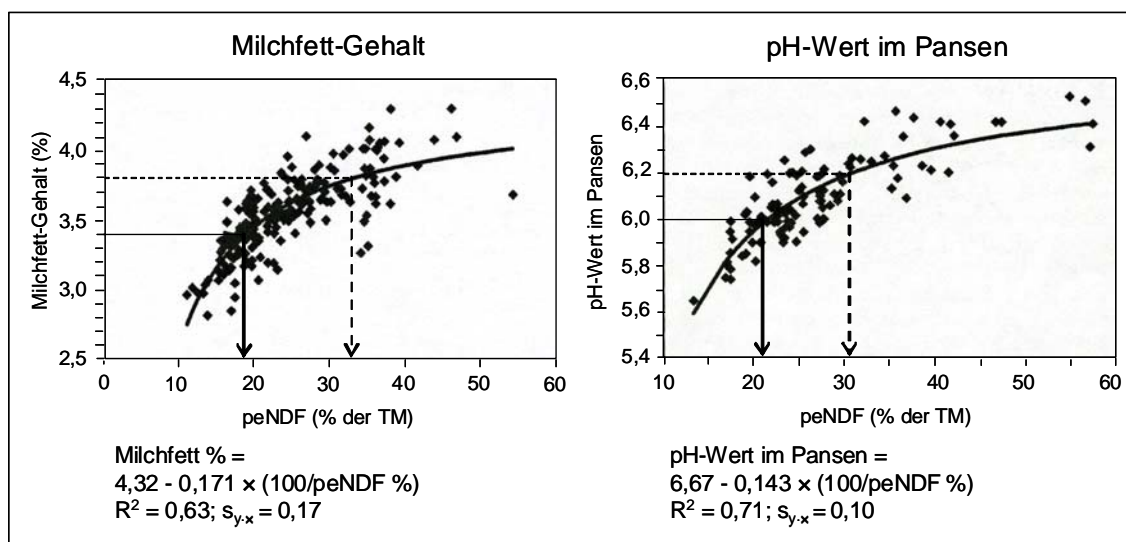 Milchfett-Gehalt
Milchfett-Gehalt (%)
4,5
4,0
3,5
3,0
2,5
0 10 20 30 40 50 60
peNDF (% der TM)
Milchfett % =
4,32 - 0,171 × (100/peNDF %)
R² = 0,63; sy·x = 0,17
pH-Wert im Pansen
pH-Wert im Pansen
6,6
6,4
6,2
6,0
5,8
5,6
5,4
10 20 30 40 50 60
peNDF (% der TM)
pH-Wert im Pansen =
6,67 - 0,143 × (100/peNDF %)
R² = 0,71; sy·x = 0,10